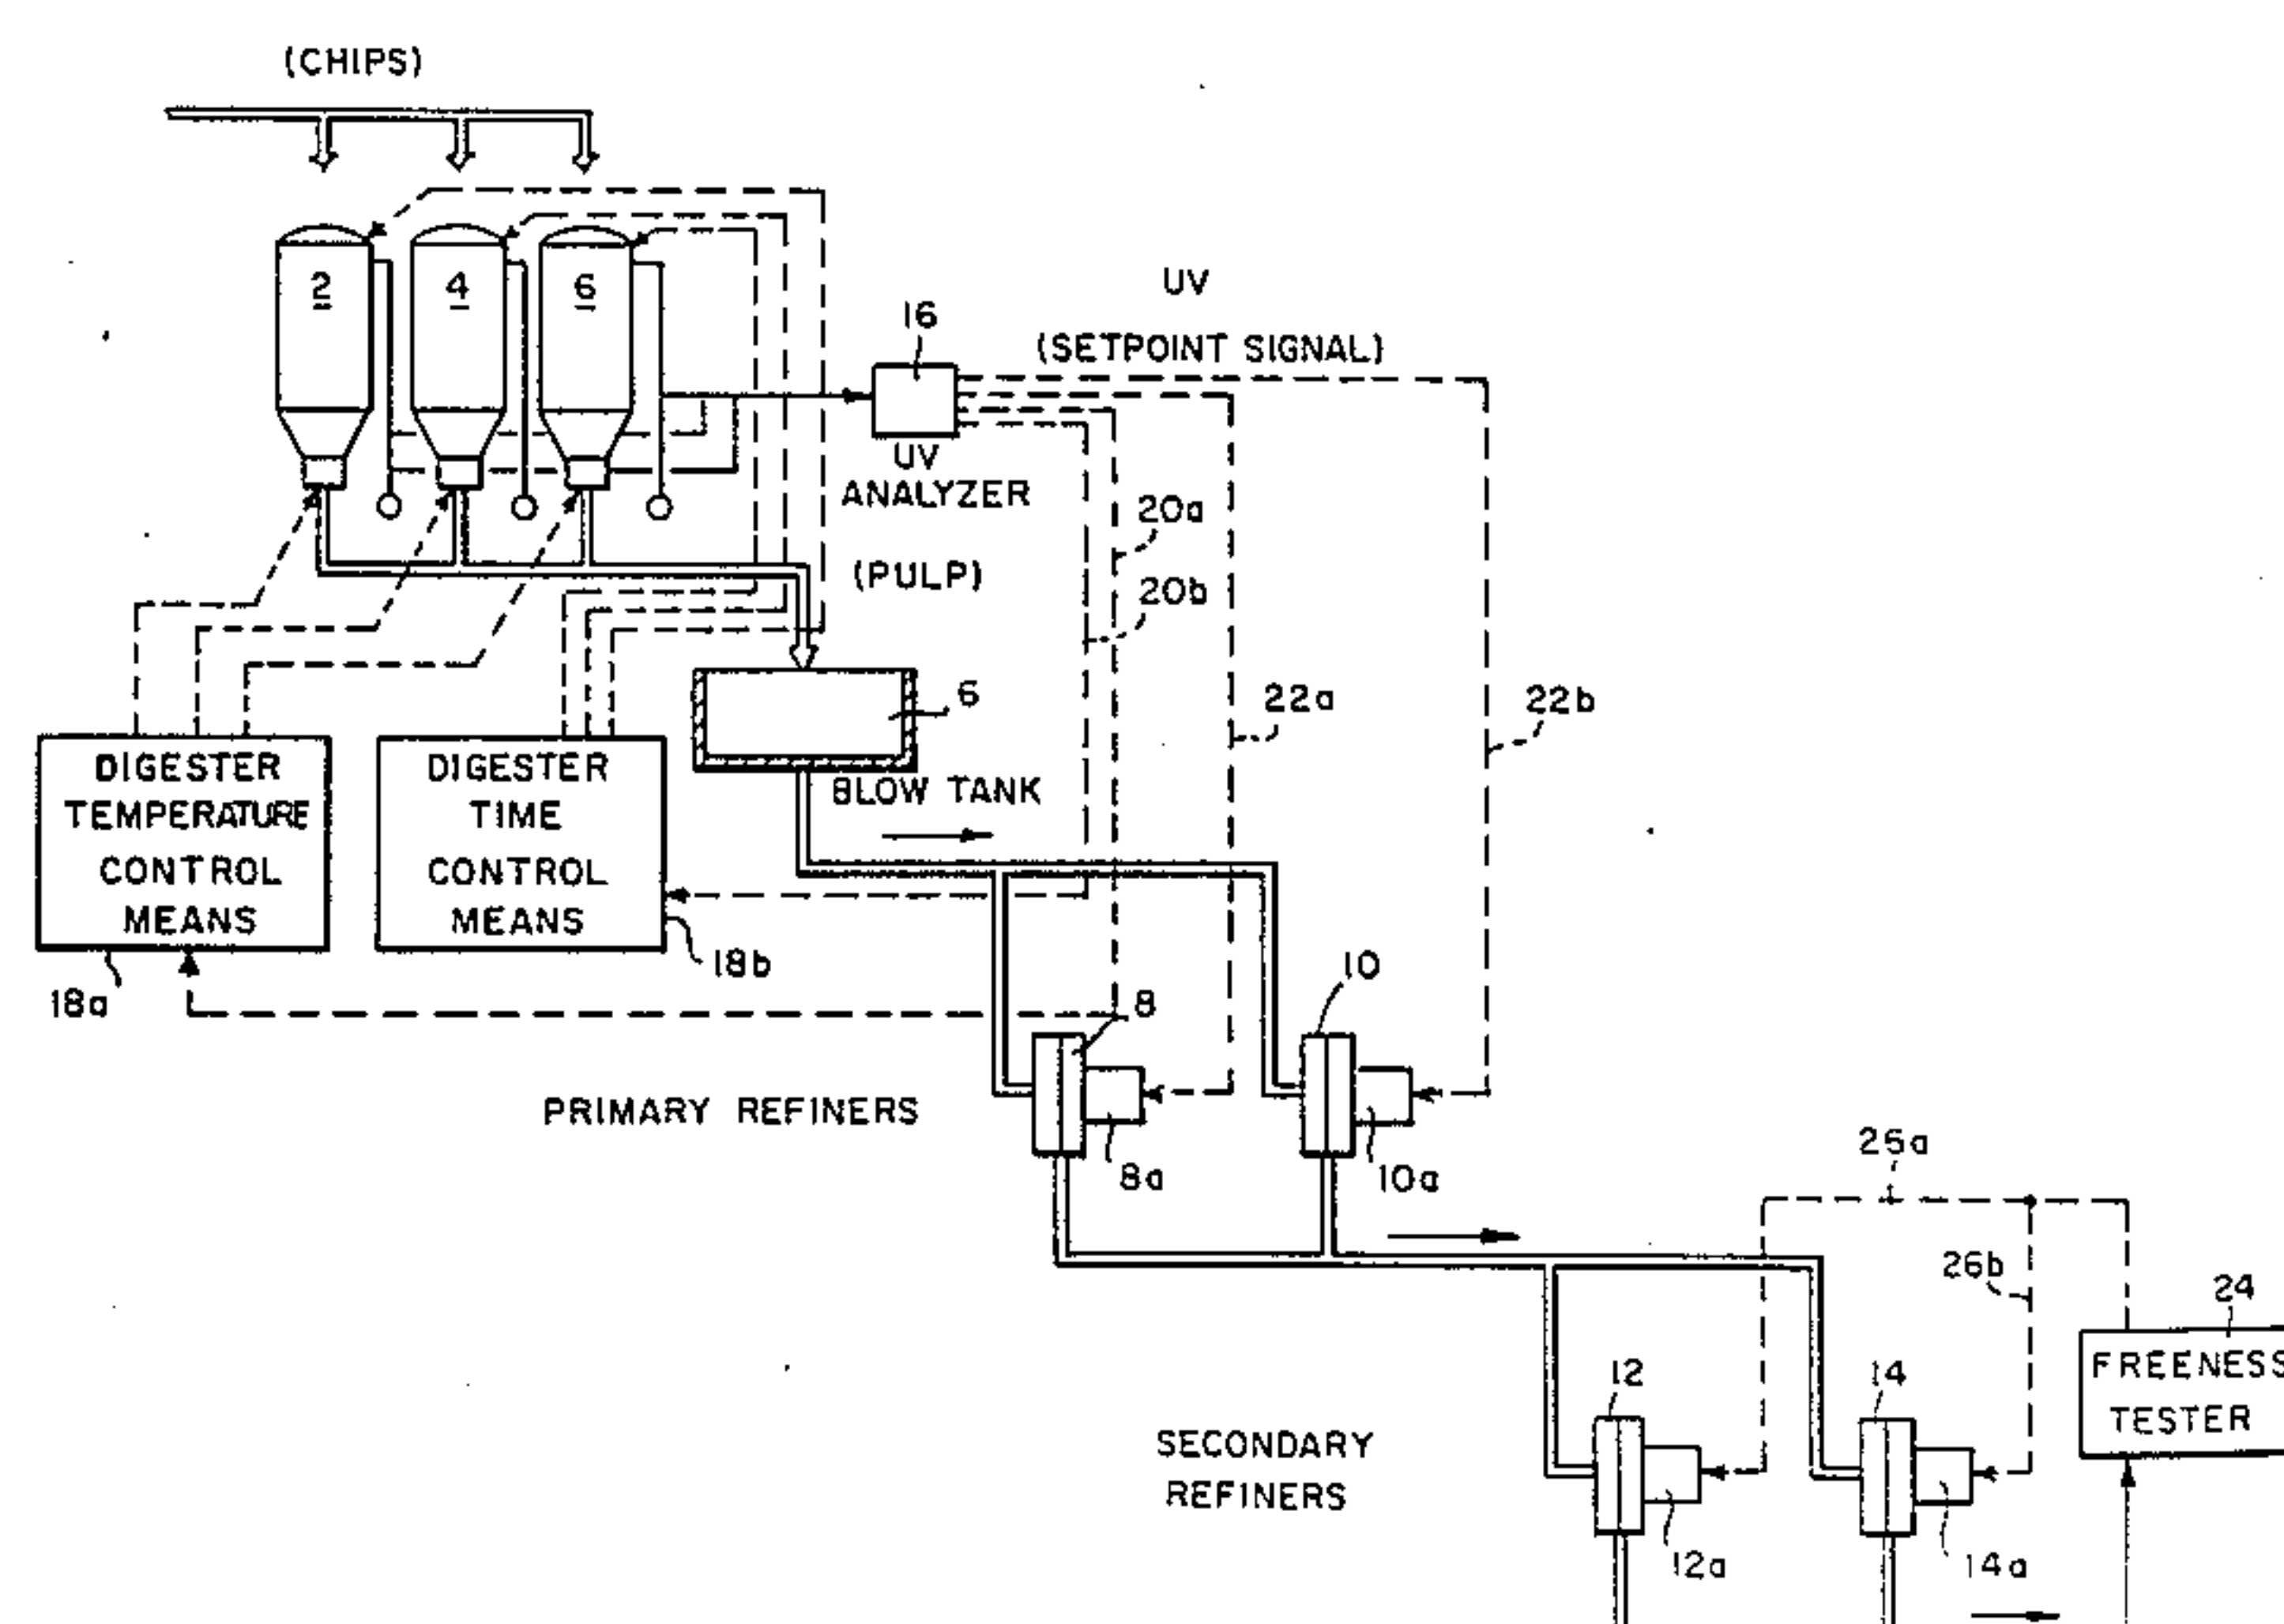 (CHIPS)
2
4
6
16
UV
(SETPOINT SIGNAL)
UV
ANALYZER
20a
20b
(PULP)
6
22a
22b
BLOW TANK
DIGESTER
TEMPERATURE
CONTROL
MEANS
DIGESTER
TIME
CONTROL
MEANS
18a
18b
8
10
PRIMARY REFINERS
8a
10a
26a
26b
24
FREENESS
TESTER
12
14
SECONDARY
REFINERS
12a
14a